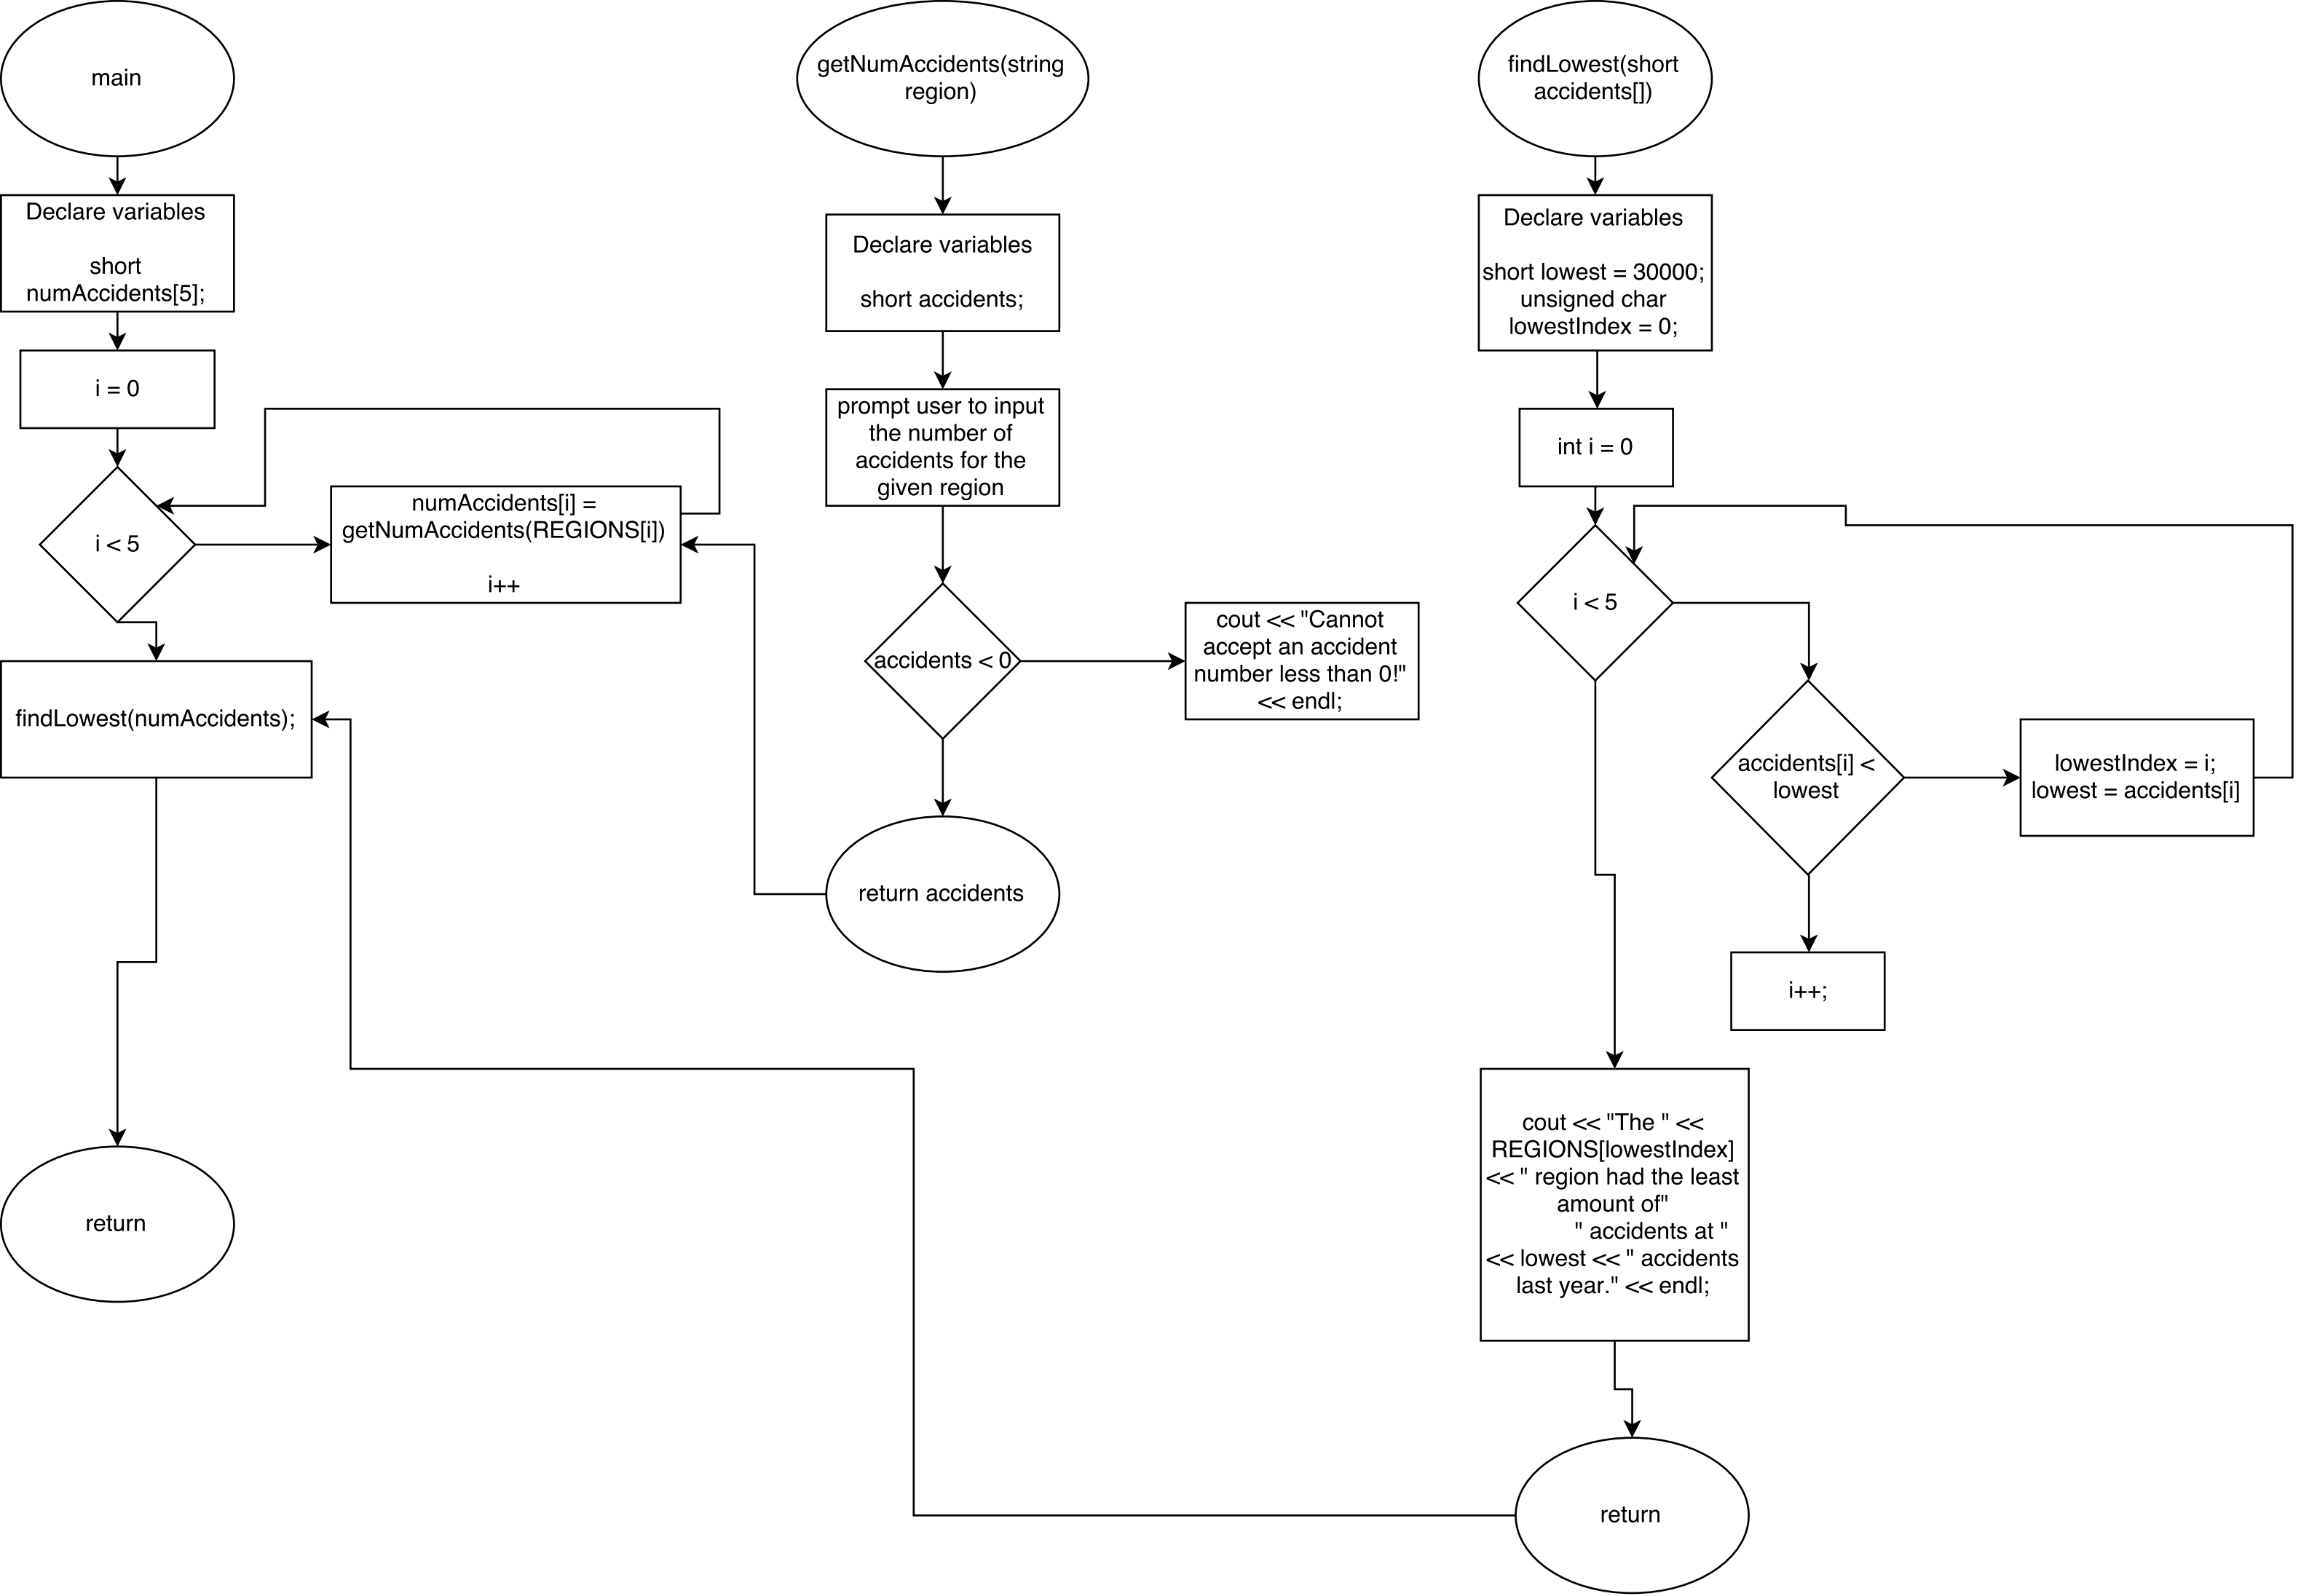 main
Declare variables
short
numAccidents[5];
i = 0
i < 5
numAccidents[i] =
getNumAccidents(REGIONS[i])
i++
findLowest(numAccidents);
return
getNumAccidents(string
region)
Declare variables
short accidents;
prompt user to input
the number of
accidents for the
given region
accidents < 0
cout << "Cannot
accept an accident
number less than 0!"
<< endl;
return accidents
findLowest(short
accidents[])
Declare variables
short lowest = 30000;
unsigned char
lowestIndex = 0;
int i = 0
i < 5
accidents[i] <
lowest
lowestIndex = i;
lowest = accidents[i]
i++;
cout << "The " <<
REGIONS[lowestIndex]
<< " region had the least
amount of"
" accidents at "
<< lowest << " accidents
last year." << endl;
return